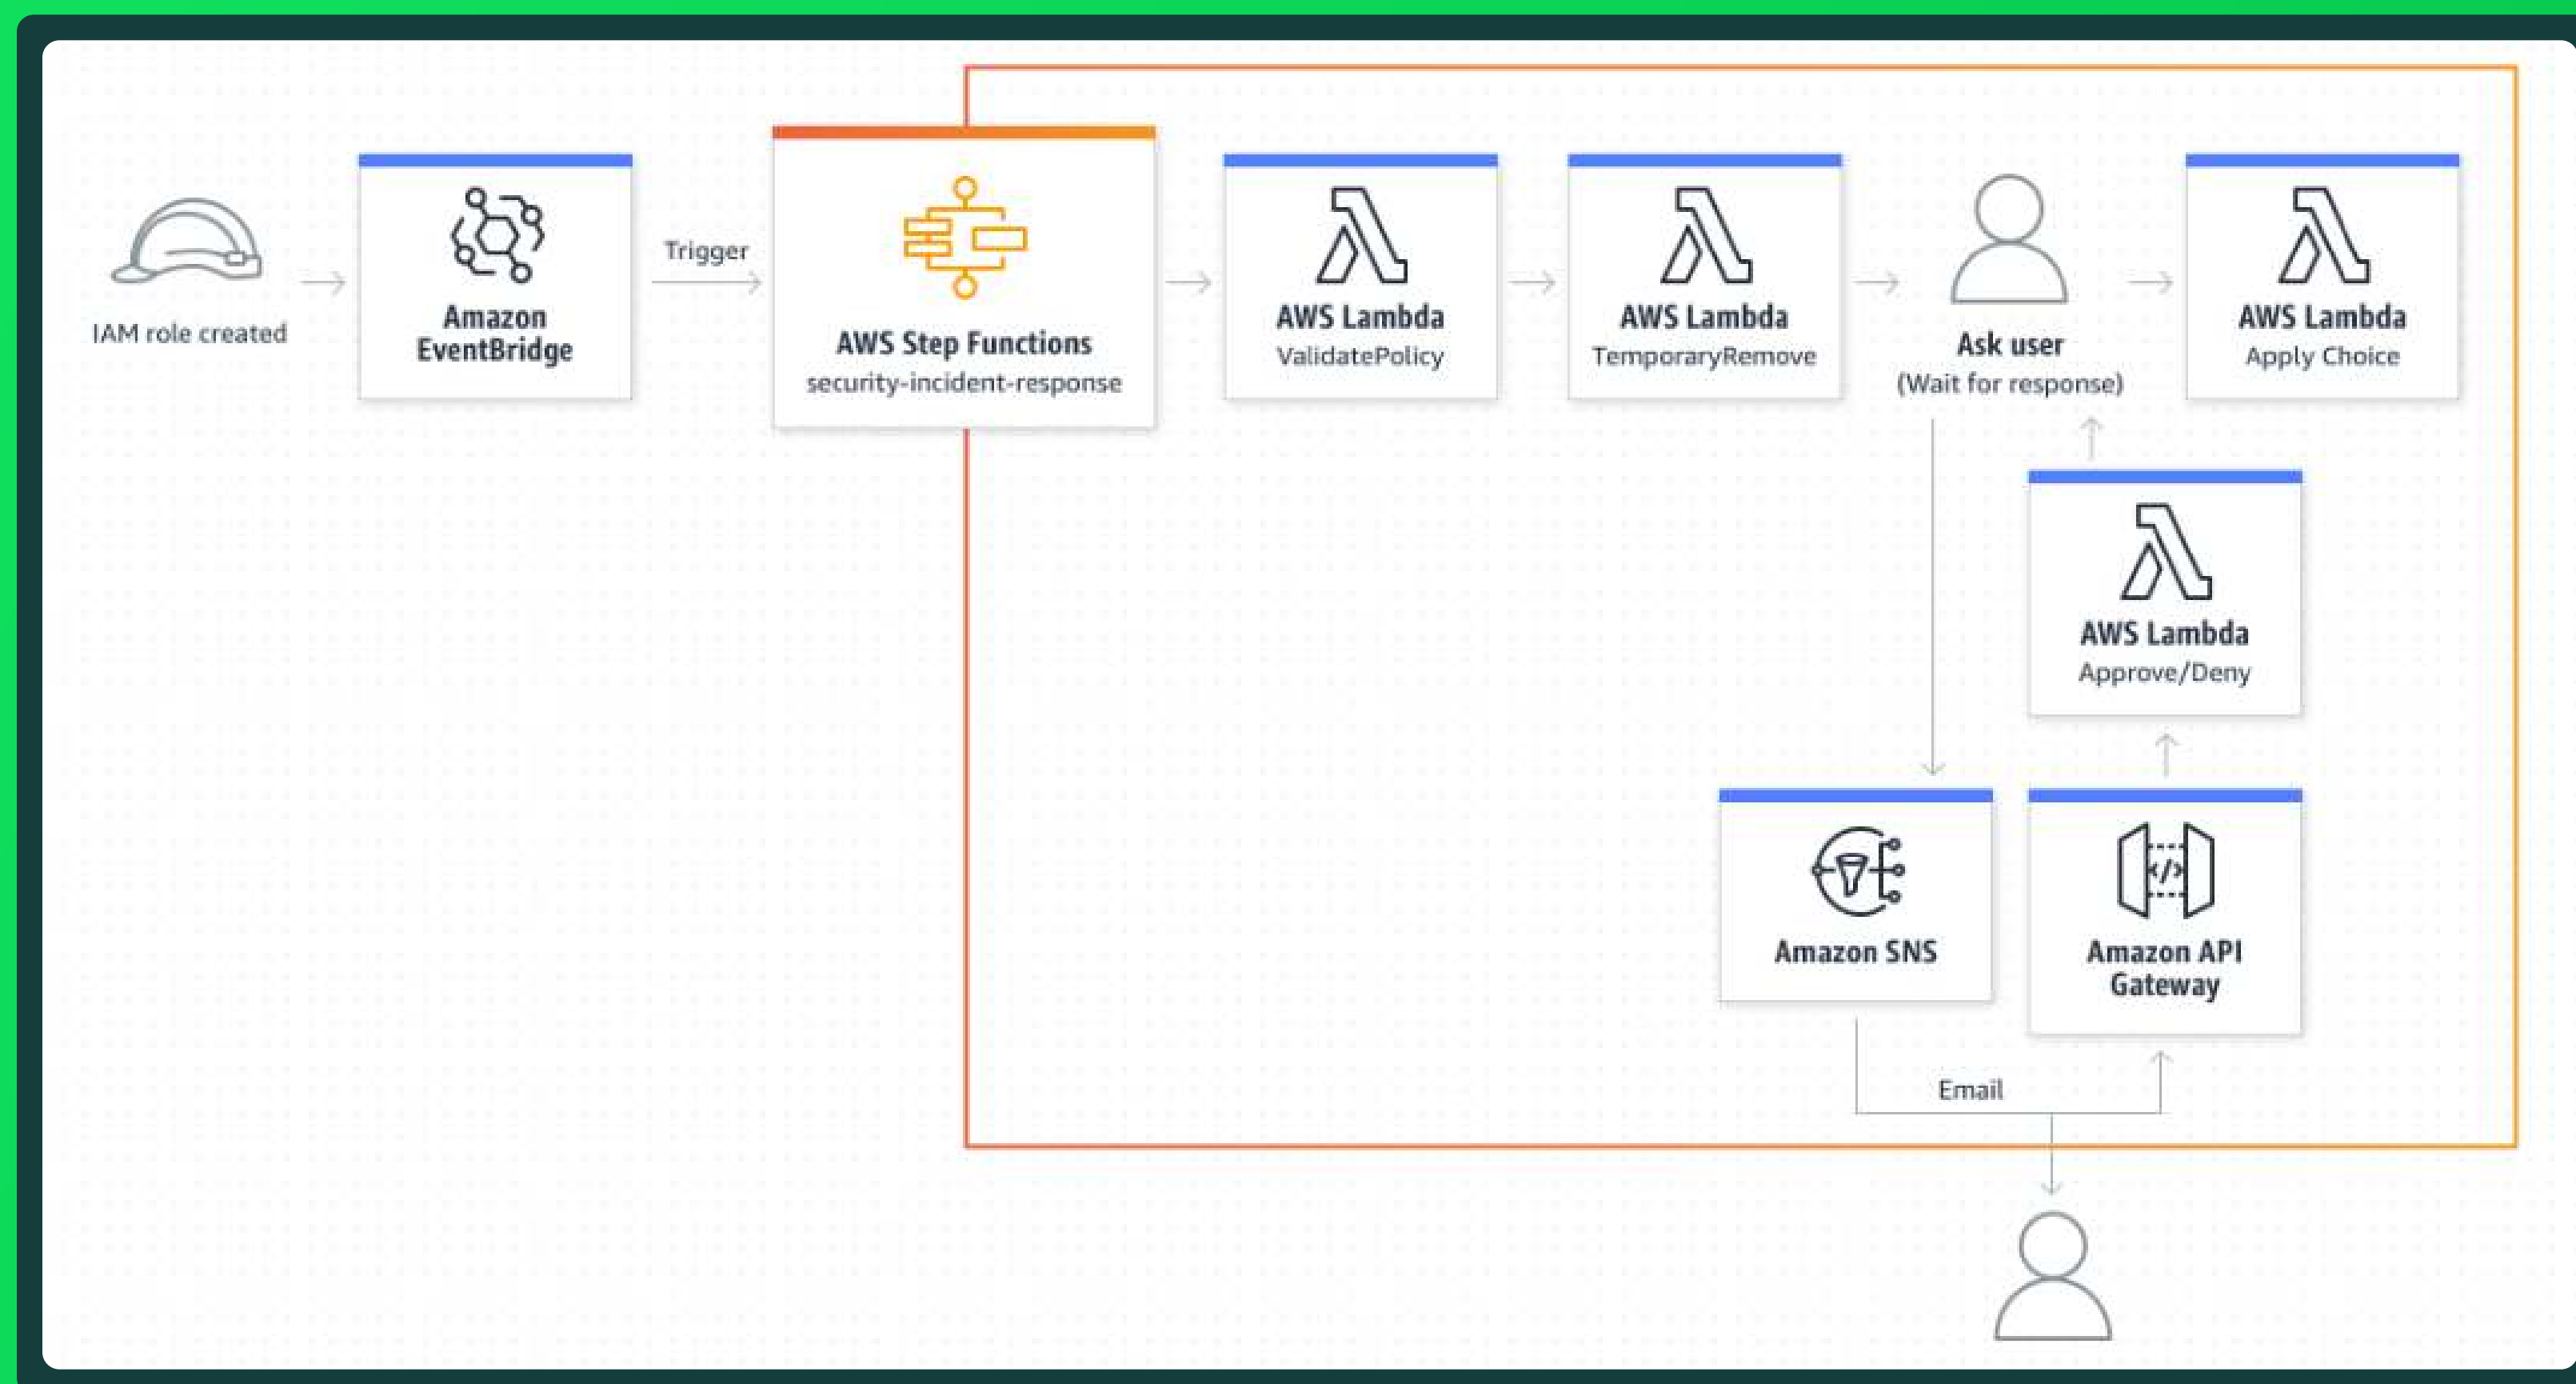 IAM role created
Amazon
EventBridge
Trigger
AWS Step Functions
security-incident-response
AWS Lambda
ValidatePolicy
AWS Lambda
TemporaryRemove
Ask user
(Wait for response)
AWS Lambda
Apply Choice
AWS Lambda
Approve/Deny
Amazon SNS
Amazon API
Gateway
</>
Email